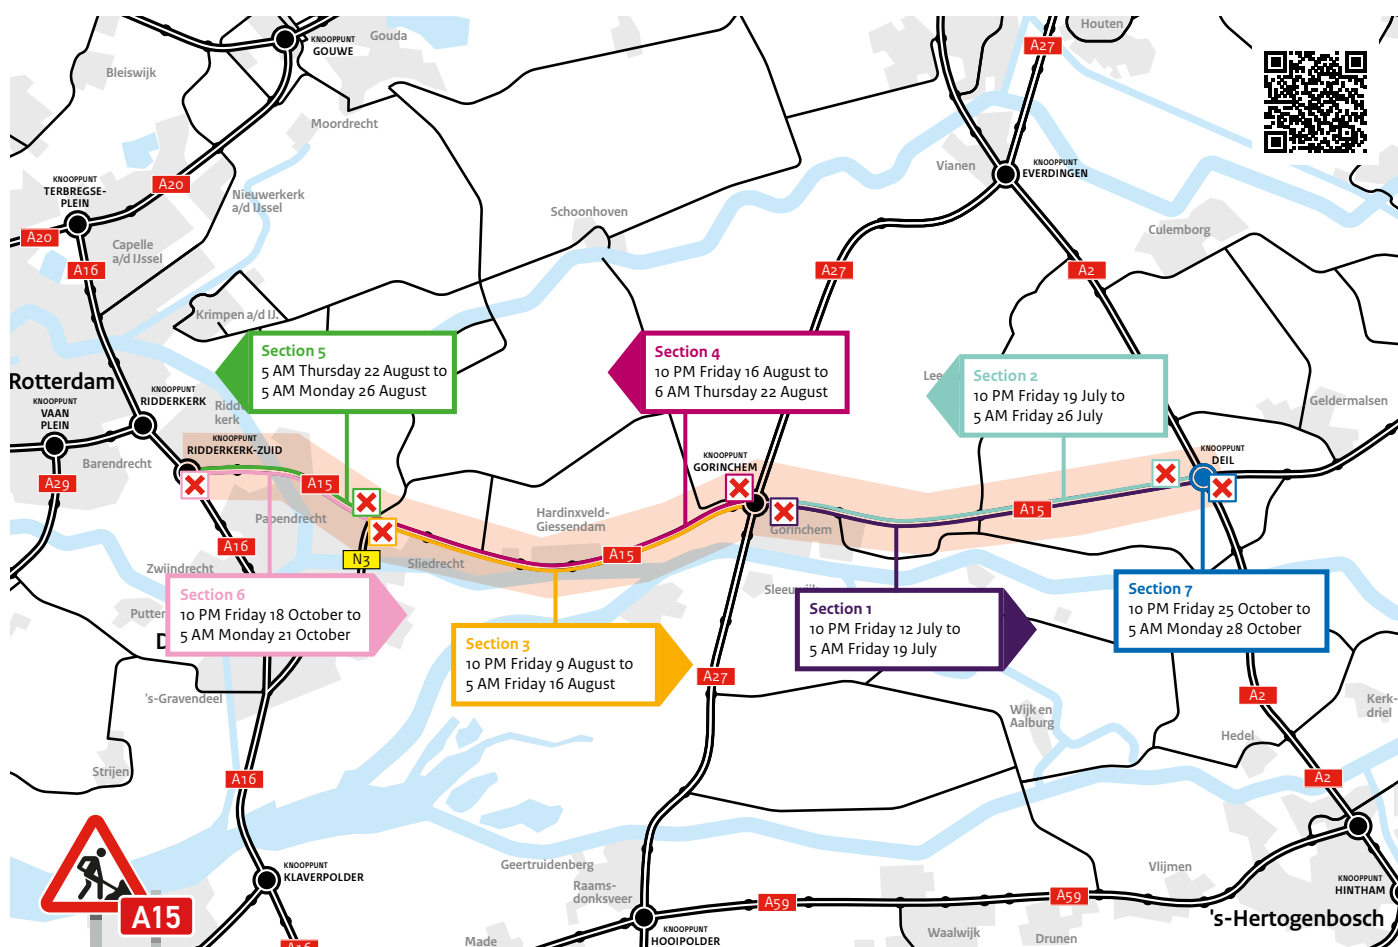 KNOOPPUNT
GOUWE
Gouda
A27
Houten
Bleiswijk
Moordrecht
KNOOPPUNT
TERBREGSE-
PLEIN
A20
Nieuwerkerk
a/d IJssel
Vianen
KNOOPPUNT
EVERDINGEN
A20
Capelle
a/d IJssel
A16
Schoonhoven
Culemborg
A27
A2
Krimpen a/d IJ.
Section 5
5 AM Thursday 22 August to
5 AM Monday 26 August
Section 4
10 PM Friday 16 August to
6 AM Thursday 22 August
Section 2
10 PM Friday 19 July to
5 AM Friday 26 July
Lee
Rotterdam
KNOOPPUNT
VAAN
PLEIN
KNOOPPUNT
RIDDERKERK
Ridde
kerk
Geldermalsen
KNOOPPUNT
RIDDERKERK-ZUID
Barendrecht
A29
A15
KNOOPPUNT
GORINCHEM
KNOOPPUNT
DEIL
Papendrecht
Hardinxveld-
Giessendam
Gorinchem
A15
A16
N3
Sliedrecht
A15
Zwijndrecht
Section 6
10 PM Friday 18 October to
5 AM Monday 21 October
Putter
D
Sleeuwijk
Section 1
10 PM Friday 12 July to
5 AM Friday 19 July
Section 7
10 PM Friday 25 October to
5 AM Monday 28 October
Section 3
10 PM Friday 9 August to
5 AM Friday 16 August
A27
's-Gravendeel
A2
Kerk-
driel
Wijk en
Aalburg
Hedel
Strijen
A16
A2
A15
KNOOPPUNT
KLAVERPOLDER
Geertruidenberg
Raams-
donksveer
Vlijmen
KNOOPPUNT
HINTHAM
A59
A59
's-Hertogenbosch
A16
Made
KNOOPPUNT
HOOIPOLDER
Waalwijk
Drunen